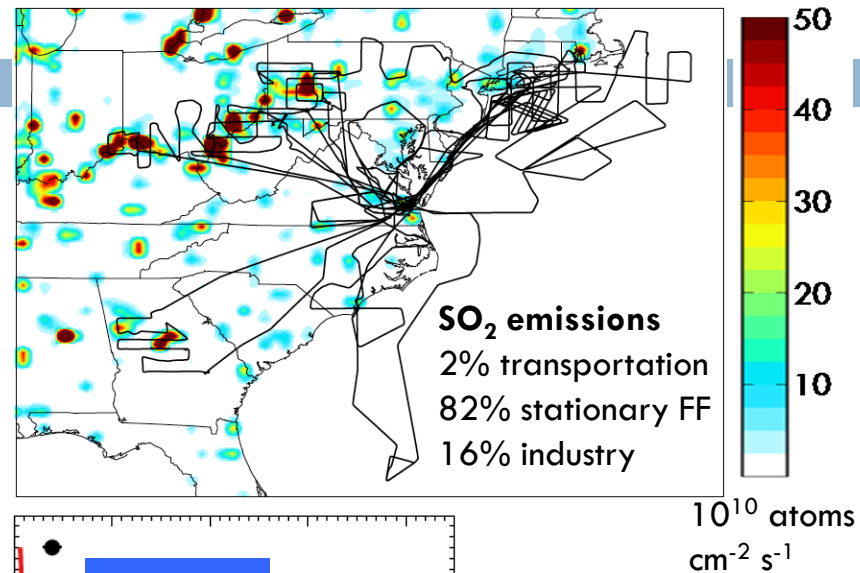 50
40
30
20
10
SO₂ emissions
2% transportation
82% stationary FF
16% industry
10¹⁰ atoms
cm⁻² s⁻¹